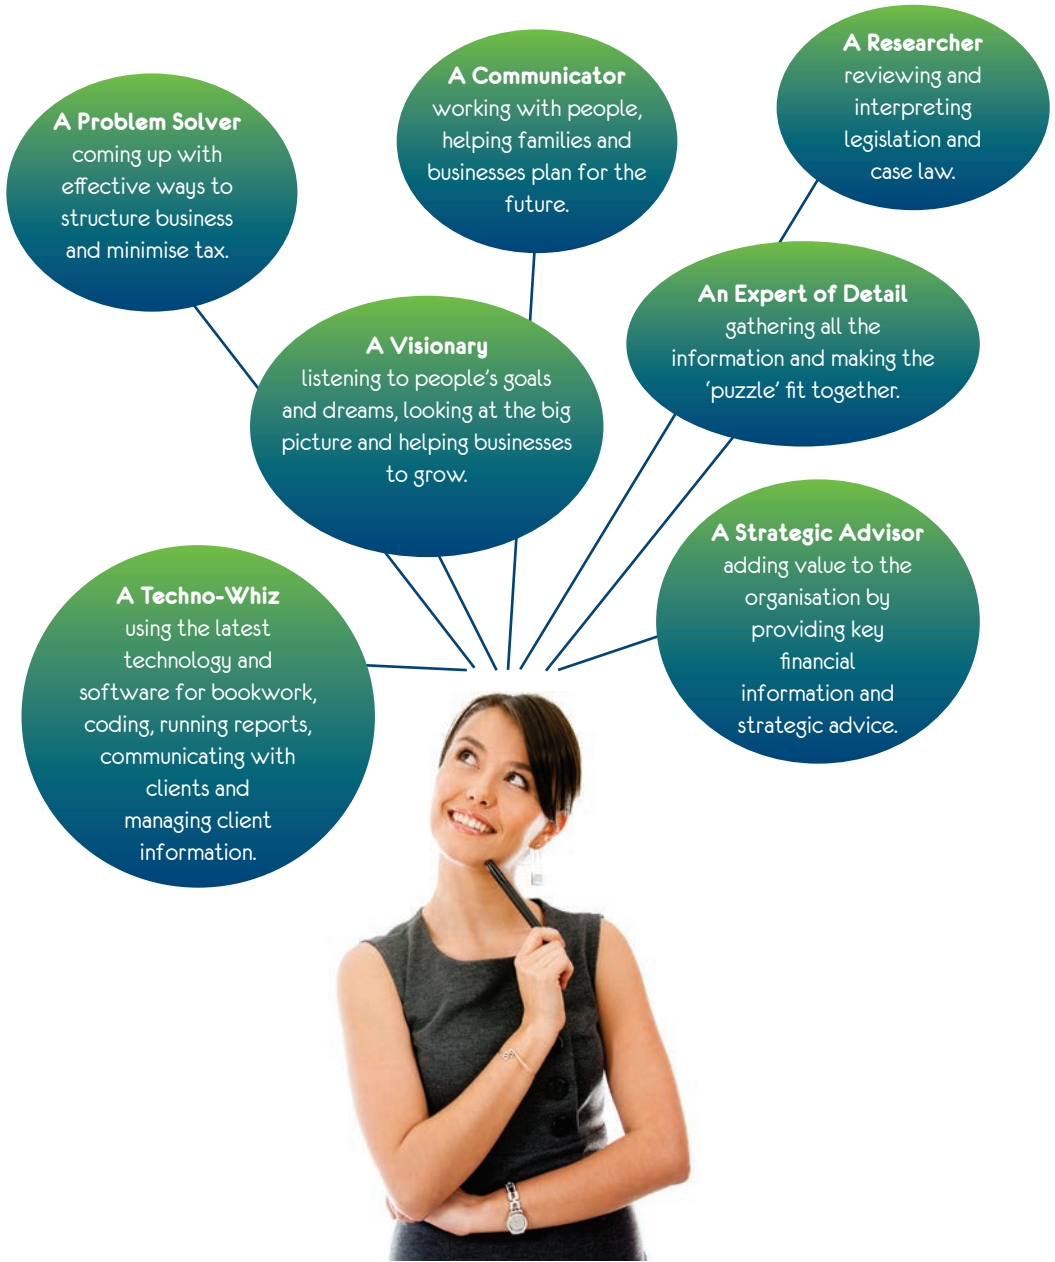 A Problem Solver
coming up with
effective ways to
structure business
and minimise tax.
A Communicator
working with people,
helping families and
businesses plan for the
future.
A Researcher
reviewing and
interpreting
legislation and
case law.
A Visionary
listening to people's goals
and dreams, looking at the big
picture and helping businesses
to grow.
An Expert of Detail
gathering all the
information and making the
‘puzzle’ fit together.
A Techno-Whiz
using the latest
technology and
software for bookwork,
coding, running reports,
communicating with
clients and
managing client
information.
A Strategic Advisor
adding value to the
organisation by
providing key
financial
information and
strategic advice.